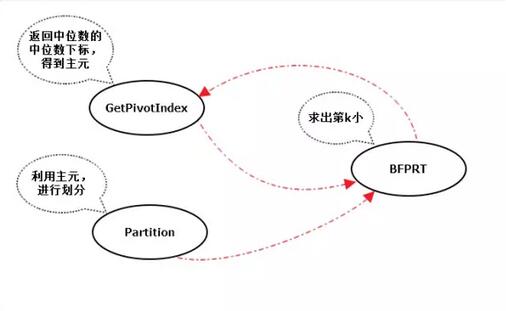 返回中位数的
中位数下标，
得到主元
GetPivotIndex
求出第k小
BFPRT
利用主元，
进行划分
Partition